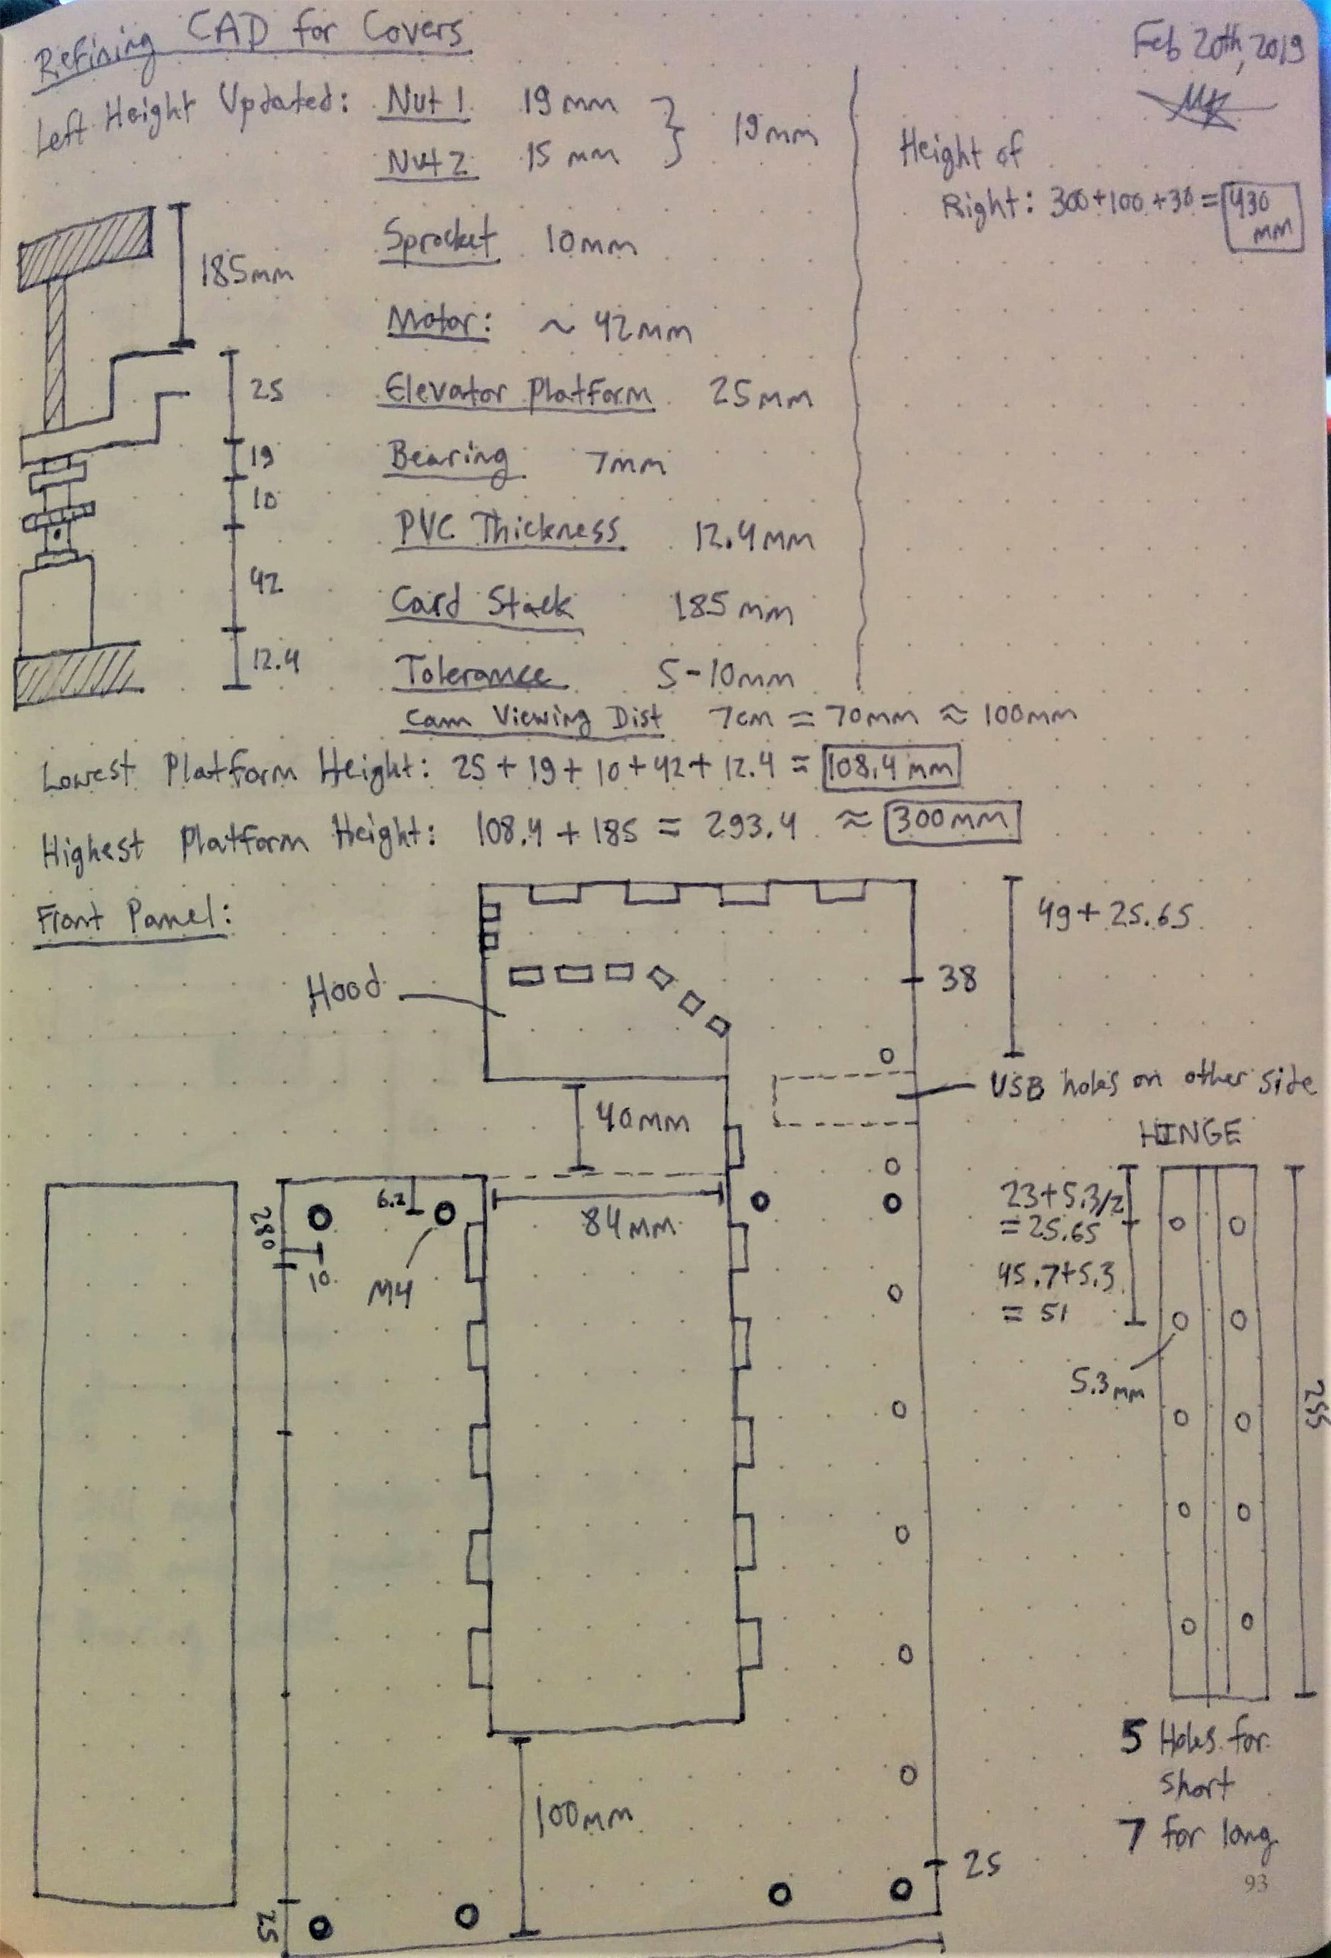 Refining CAD for Covers
Feb 20th, 2019
MK
Left Height Updated: Nut 1 19mm } 19mm
Nut 2 15 mm
Height of
Right: 300+100+30 = 430 mm
Sprocket 10mm
185mm
Motor: ~ 42mm
25
Elevator Platform 25mm
19
Bearing 7mm
10
PVC Thickness 12.4mm
42
Card Stack 185mm
12.4
Tolerance 5-10mm
Cam Viewing Dist 7cm = 70mm ≈ 100mm
Lowest Platform Height: 25 + 19 + 10 + 42 + 12.4 = 108.4 mm
Highest Platform Height: 108.4 + 185 = 293.4 ≈ 300mm
Front Panel:
49 + 25.65
38
Hood
USB holes on other side
40mm
HINGE
84mm
6.2
280
10
M4
23+5.3/2
= 25.65
45.7+5.3
= 51
5.3mm
255
5 Holes for
short
7 for long
100mm
25
25
93